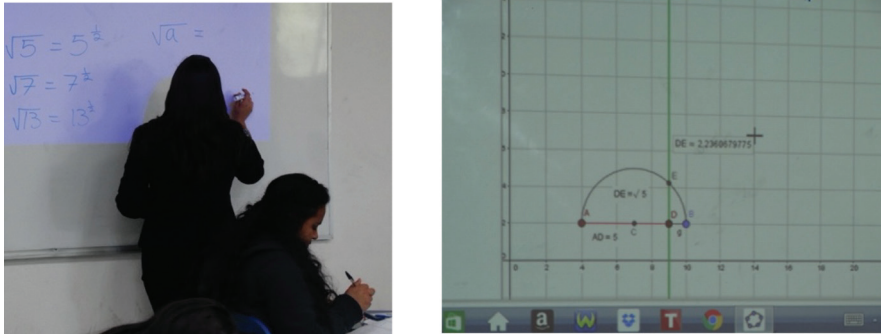 √5 = 5^½ √a =
√7 = 7^½
√13 = 13^½
DE = 2,2360679775
E
DE = √5
A D B
C
AD = 5 g
0 2 4 6 8 10 12 14 16 18 20